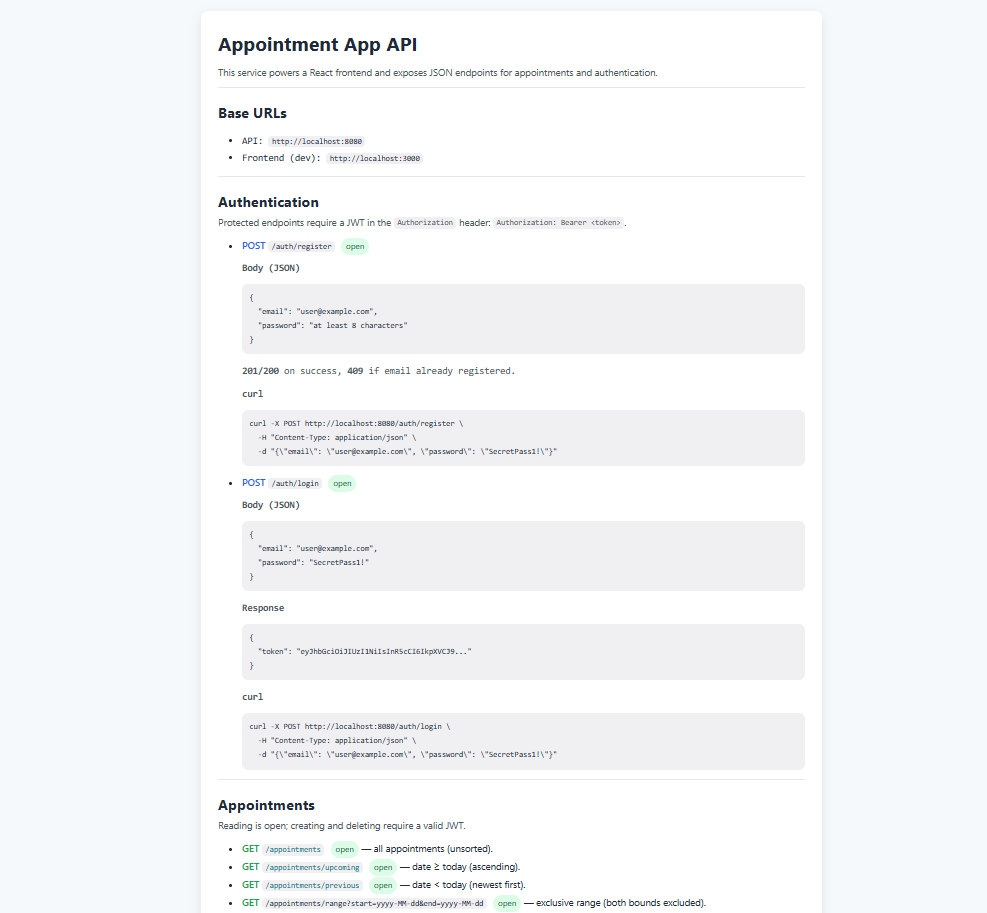 Appointment App API
This service powers a React frontend and exposes JSON endpoints for appointments and authentication.
Base URLs
• API: http://localhost:8080
• Frontend (dev): http://localhost:3000
Authentication
Protected endpoints require a JWT in the Authorization header: Authorization: Bearer <token>.
• POST /auth/register open
Body (JSON)
{
  "email": "user@example.com",
  "password": "at least 8 characters"
}
201/200 on success, 409 if email already registered.
curl
curl -X POST http://localhost:8080/auth/register \
  -H "Content-Type: application/json" \
  -d "{\"email\": \"user@example.com\", \"password\": \"SecretPass1!\"}"
• POST /auth/login open
Body (JSON)
{
  "email": "user@example.com",
  "password": "SecretPass1!"
}
Response
{
  "token": "eyJhbGciOiJIUzI1NiIsInR5cCI6IkpXVCJ9..."
}
curl
curl -X POST http://localhost:8080/auth/login \
  -H "Content-Type: application/json" \
  -d "{\"email\": \"user@example.com\", \"password\": \"SecretPass1!\"}"
Appointments
Reading is open; creating and deleting require a valid JWT.
• GET /appointments open — all appointments (unsorted).
• GET /appointments/upcoming open — date ≥ today (ascending).
• GET /appointments/previous open — date < today (newest first).
• GET /appointments/range?start=yyyy-MM-dd&end=yyyy-MM-dd open — exclusive range (both bounds excluded).